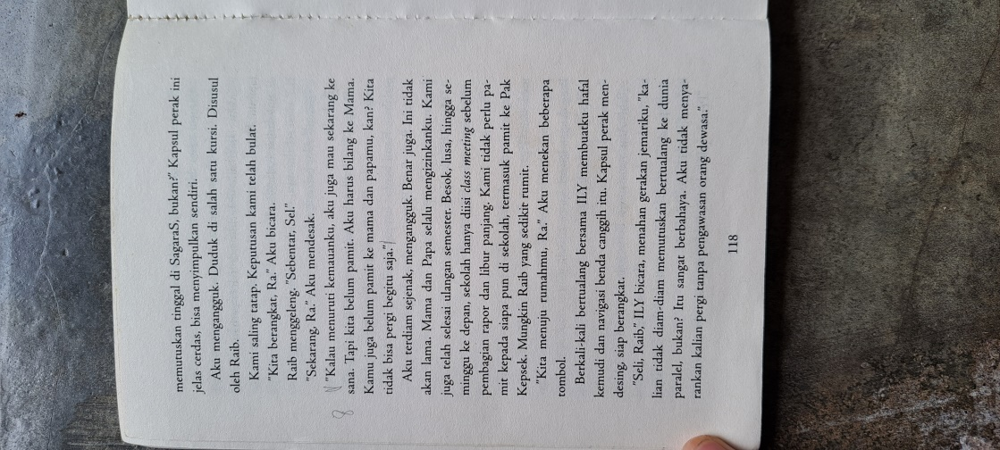 memutuskan tinggal di SagaraS, bukan?" Kapsul perak ini
jelas cerdas, bisa menyimpulkan sendiri.
Aku mengangguk. Duduk di salah satu kursi. Disusul
oleh Raib.
Kami saling tatap. Keputusan kami telah bulat.
"Kita berangkat, Ra." Aku bicara.
Raib menggeleng. "Sebentar, Sel."
"Sekarang, Ra." Aku mendesak.
"Kalau menuruti kemauanku, aku juga mau sekarang ke
sana. Tapi kita belum pamit. Aku harus bilang ke Mama.
Kamu juga belum pamit ke mama dan papamu, kan? Kita
tidak bisa pergi begitu saja."
Aku terdiam sejenak, mengangguk. Benar juga. Ini tidak
akan lama. Mama dan Papa selalu mengizinkanku. Kami
juga telah selesai ulangan semester. Besok, lusa, hingga se-
minggu ke depan, sekolah hanya diisi class meeting sebelum
pembagian rapor dan libur panjang. Kami tidak perlu pa-
mit kepada siapa pun di sekolah, termasuk pamit ke Pak
Kepsek. Mungkin Raib yang sedikit rumit.
"Kita menuju rumahmu, Ra." Aku menekan beberapa
tombol.
Berkali-kali bertualang bersama ILY membuatku hafal
kemudi dan navigasi benda canggih itu. Kapsul perak men-
desing, siap berangkat.
"Seli, Raib," ILY bicara, menahan gerakan jemariku, "ka-
lian tidak diam-diam memutuskan bertualang ke dunia
paralel, bukan? Itu sangat berbahaya. Aku tidak menya-
rankan kalian pergi tanpa pengawasan orang dewasa."
118
8